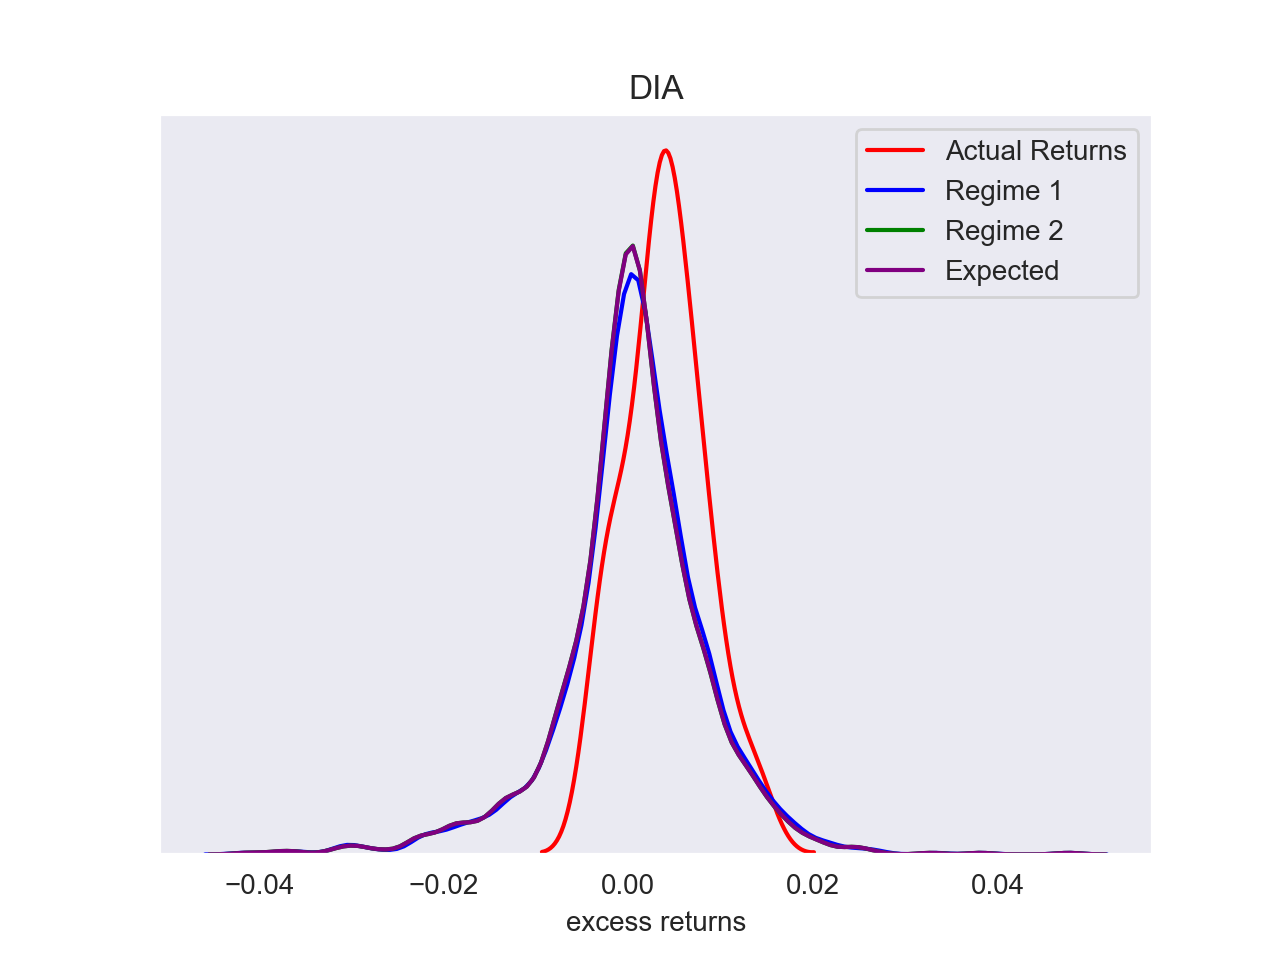 DIA
Actual Returns
Regime 1
Regime 2
Expected
−0.04
−0.02
0.00
0.02
0.04
excess returns